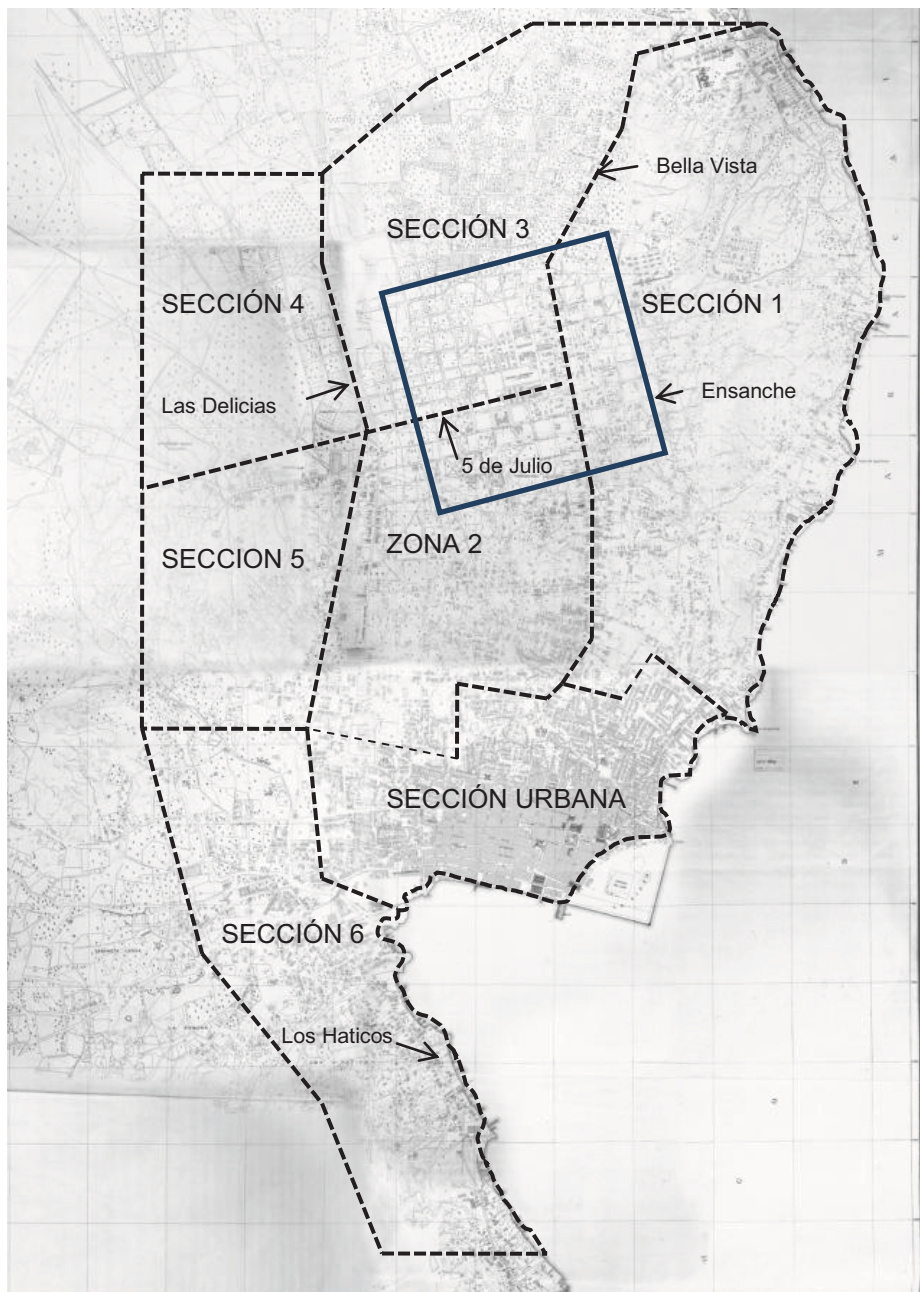 Bella Vista
SECCIÓN 3
SECCIÓN 4
SECCIÓN 1
Las Delicias
Ensanche
5 de Julio
SECCION 5
ZONA 2
SECCIÓN URBANA
SECCIÓN 6
Los Haticos